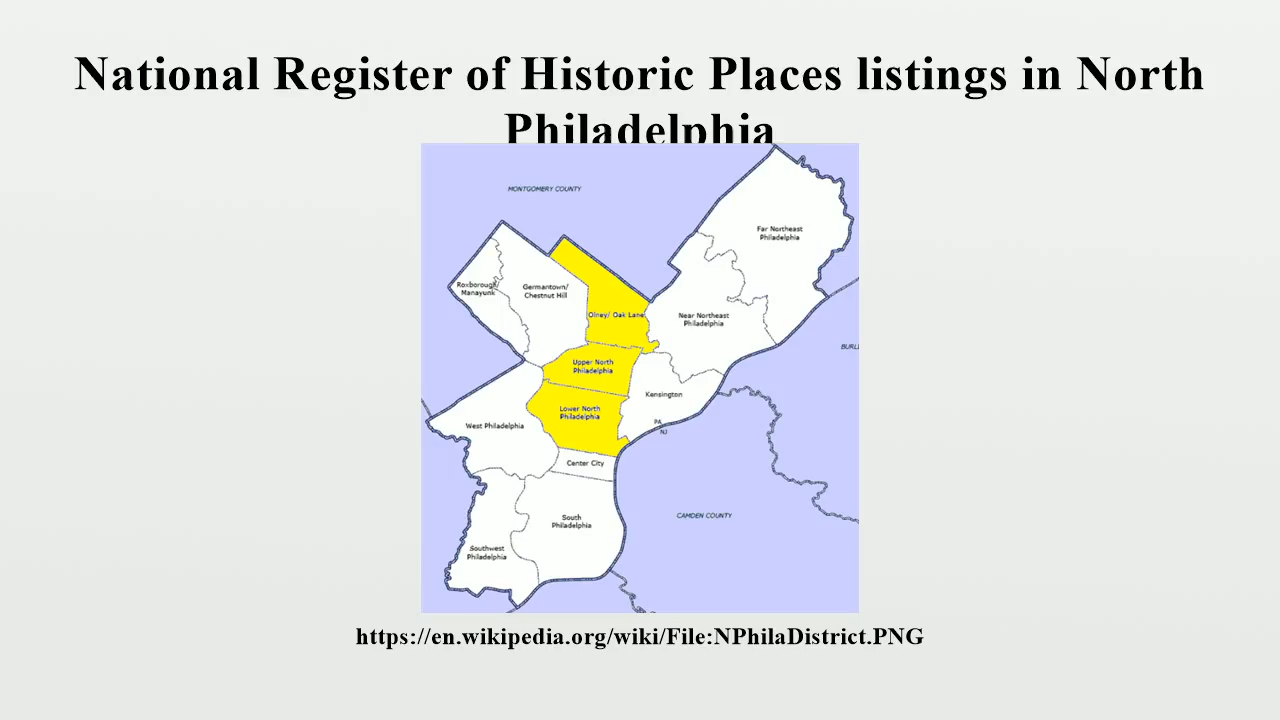 National Register of Historic Places listings in North
Philadelphia
MONTGOMERY COUNTY
Far Northeast
Philadelphia
Roxborough/
Manayunk
Germantown/
Chestnut Hill
Olney/ Oak Lane
Near Northeast
Philadelphia
BURL
Upper North
Philadelphia
Kensington
Lower North
Philadelphia
West Philadelphia
PA
NJ
Center City
South
Philadelphia
CAMDEN COUNTY
Southwest
Philadelphia
https://en.wikipedia.org/wiki/File:NPhilaDistrict.PNG